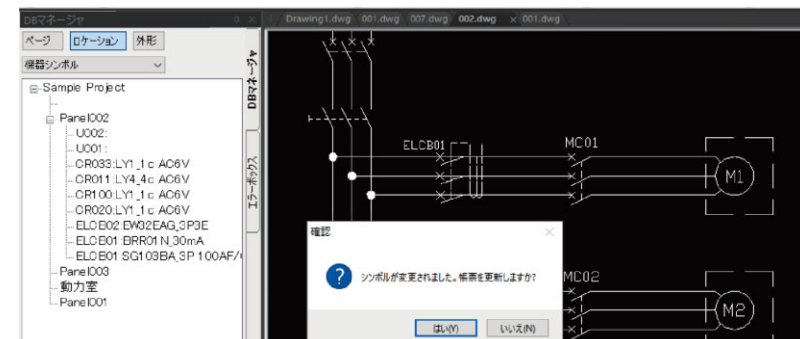 DBマネージャ
Drawing1.dwg 001.dwg 007.dwg 002.dwg × 001.dwg
ページ ロケーション 外形
機器シンボル
DBマネージャ
エラーボックス
Sample Project
Panel002
U002:
U001:
CR033:LY1_1c AC6V
CR011:LY4_4c AC6V
CR100:LY1_1c AC6V
CR020:LY1_1c AC6V
ELCB02:EW32EAG_3P3E
ELCB01:BRR01N_30mA
ELCB01:SG103BA_3P 100AF/
Panel003
動力室
Panel001
ELCB01
MC01
M1
確認
シンボルが変更されました。帳票を更新しますか?
はい(Y) いいえ(N)
MC02
M2